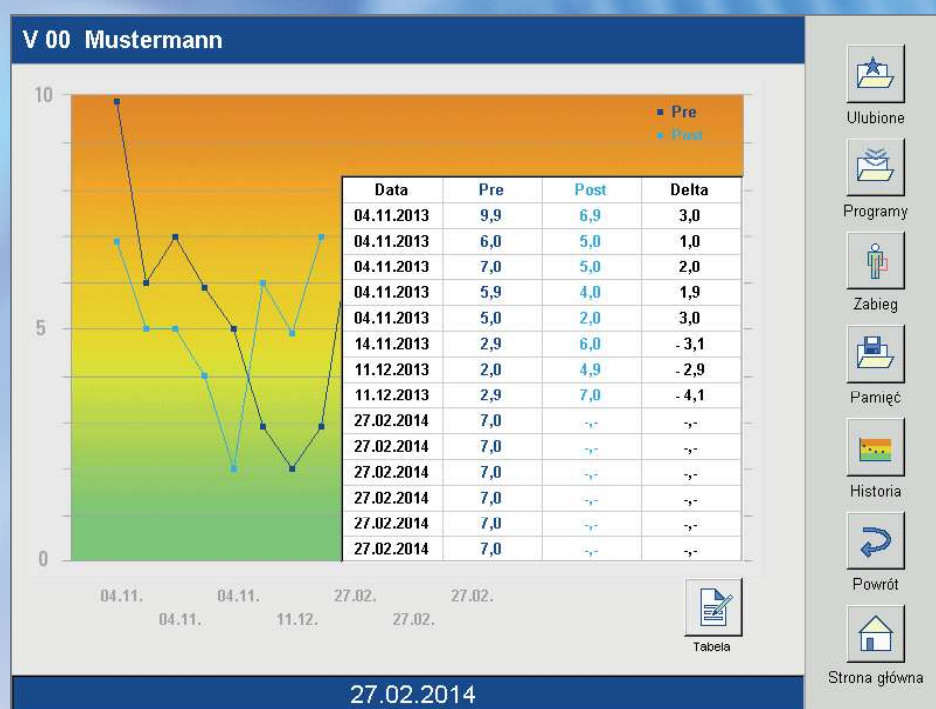 V 00 Mustermann
10
5
0
Pre
Post
Data Pre Post Delta
04.11.2013 9,9 6,9 3,0
04.11.2013 6,0 5,0 1,0
04.11.2013 7,0 5,0 2,0
04.11.2013 5,9 4,0 1,9
04.11.2013 5,0 2,0 3,0
14.11.2013 2,9 6,0 - 3,1
11.12.2013 2,0 4,9 - 2,9
11.12.2013 2,9 7,0 - 4,1
27.02.2014 7,0 -,- -,-
27.02.2014 7,0 -,- -,-
27.02.2014 7,0 -,- -,-
27.02.2014 7,0 -,- -,-
27.02.2014 7,0 -,- -,-
27.02.2014 7,0 -,- -,-
04.11. 04.11. 27.02. 27.02.
04.11. 11.12. 27.02.
Tabela
27.02.2014
Ulubione
Programy
Zabieg
Pamięć
Historia
Powrót
Strona główna